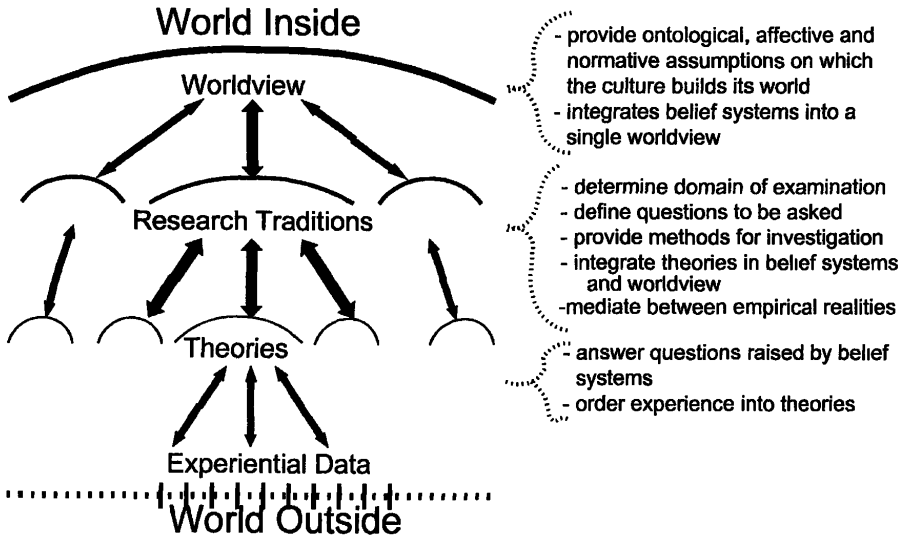 World Inside
Worldview
Research Traditions
Theories
Experiential Data
World Outside
- provide ontological, affective and
normative assumptions on which
the culture builds its world
- integrates belief systems into a
single worldview
- determine domain of examination
- define questions to be asked
- provide methods for investigation
- integrate theories in belief systems
and worldview
-mediate between empirical realities
- answer questions raised by belief
systems
- order experience into theories